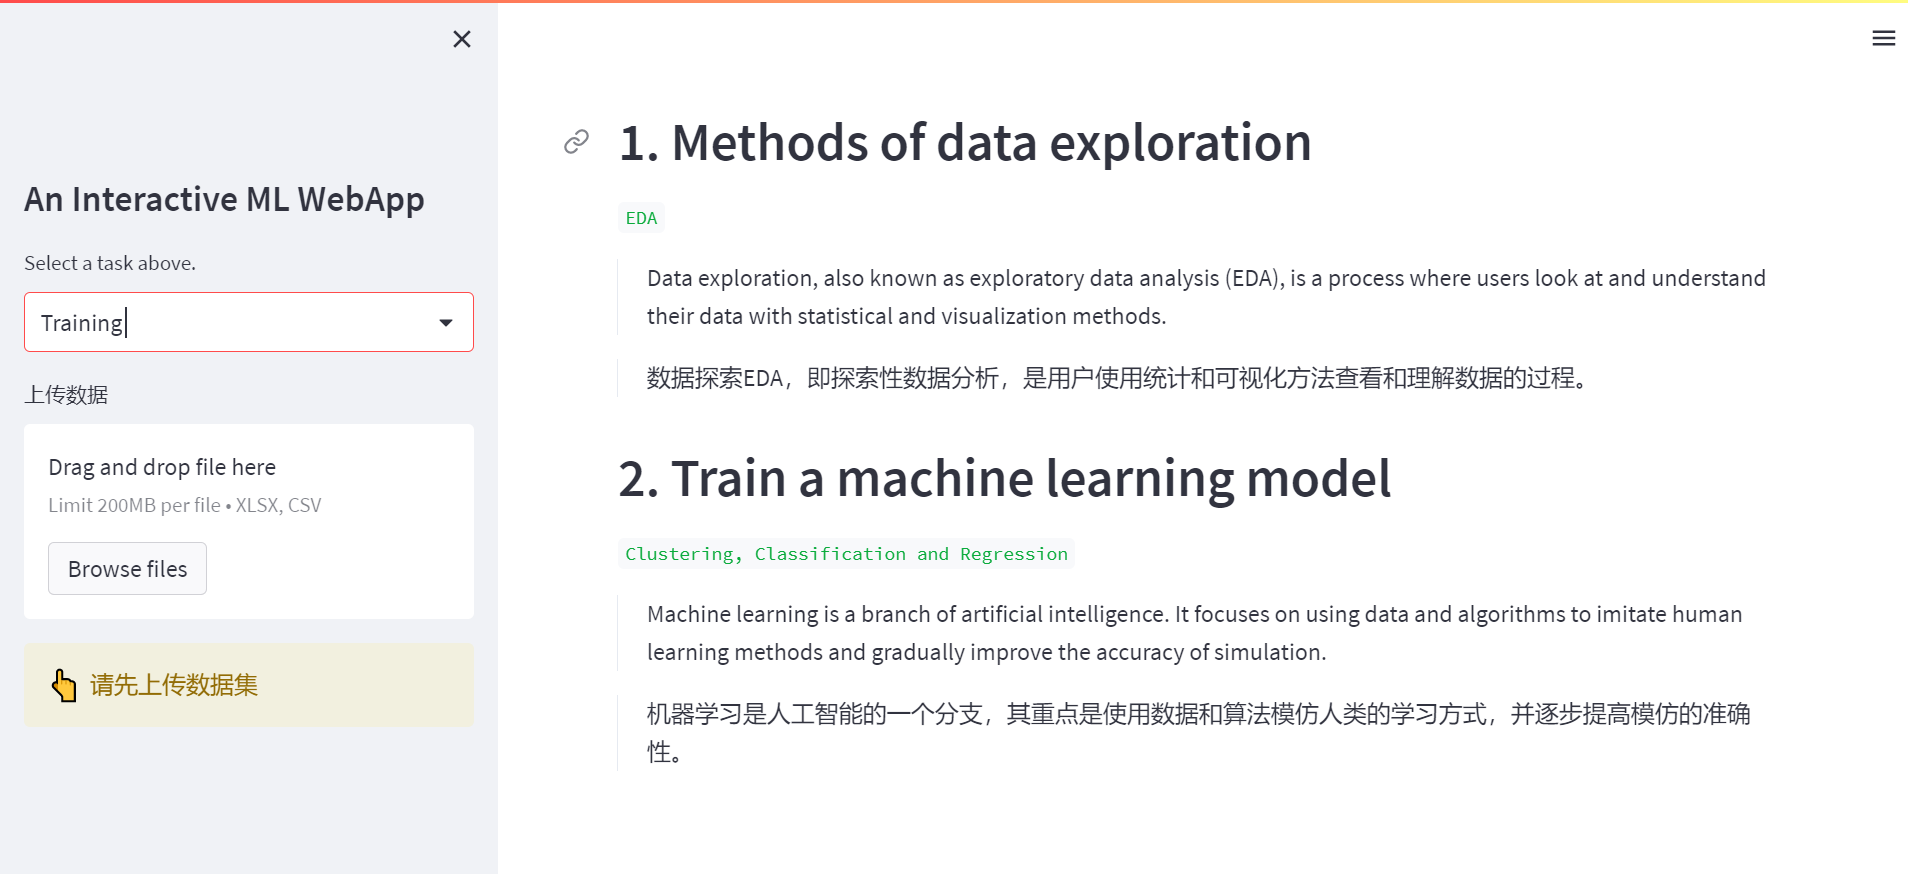 An Interactive ML WebApp
Select a task above.
Training
上传数据
Drag and drop file here
Limit 200MB per file • XLSX, CSV
Browse files
👆 请先上传数据集
1. Methods of data exploration
EDA
Data exploration, also known as exploratory data analysis (EDA), is a process where users look at and understand
their data with statistical and visualization methods.
数据探索EDA，即探索性数据分析，是用户使用统计和可视化方法查看和理解数据的过程。
2. Train a machine learning model
Clustering, Classification and Regression
Machine learning is a branch of artificial intelligence. It focuses on using data and algorithms to imitate human
learning methods and gradually improve the accuracy of simulation.
机器学习是人工智能的一个分支，其重点是使用数据和算法模仿人类的学习方式，并逐步提高模仿的准确
性。